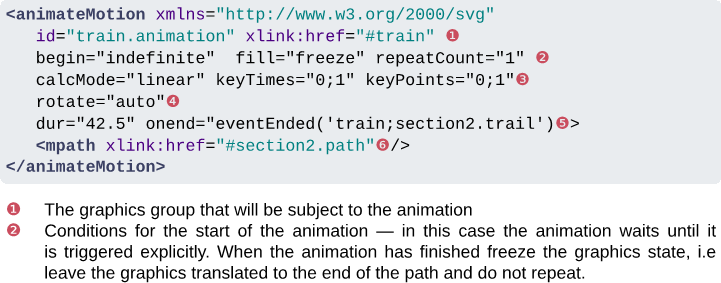 <animateMotion xmlns="http://www.w3.org/2000/svg"
id="train.animation" xlink:href="#train" ❶
begin="indefinite"  fill="freeze" repeatCount="1" ❷
calcMode="linear" keyTimes="0;1" keyPoints="0;1"❸
rotate="auto"❹
dur="42.5" onend="eventEnded('train;section2.trail')❺>
<mpath xlink:href="#section2.path"❻/>
</animateMotion>
❶ The graphics group that will be subject to the animation
❷ Conditions for the start of the animation — in this case the animation waits until it
is triggered explicitly. When the animation has finished freeze the graphics state, i.e
leave the graphics translated to the end of the path and do not repeat.